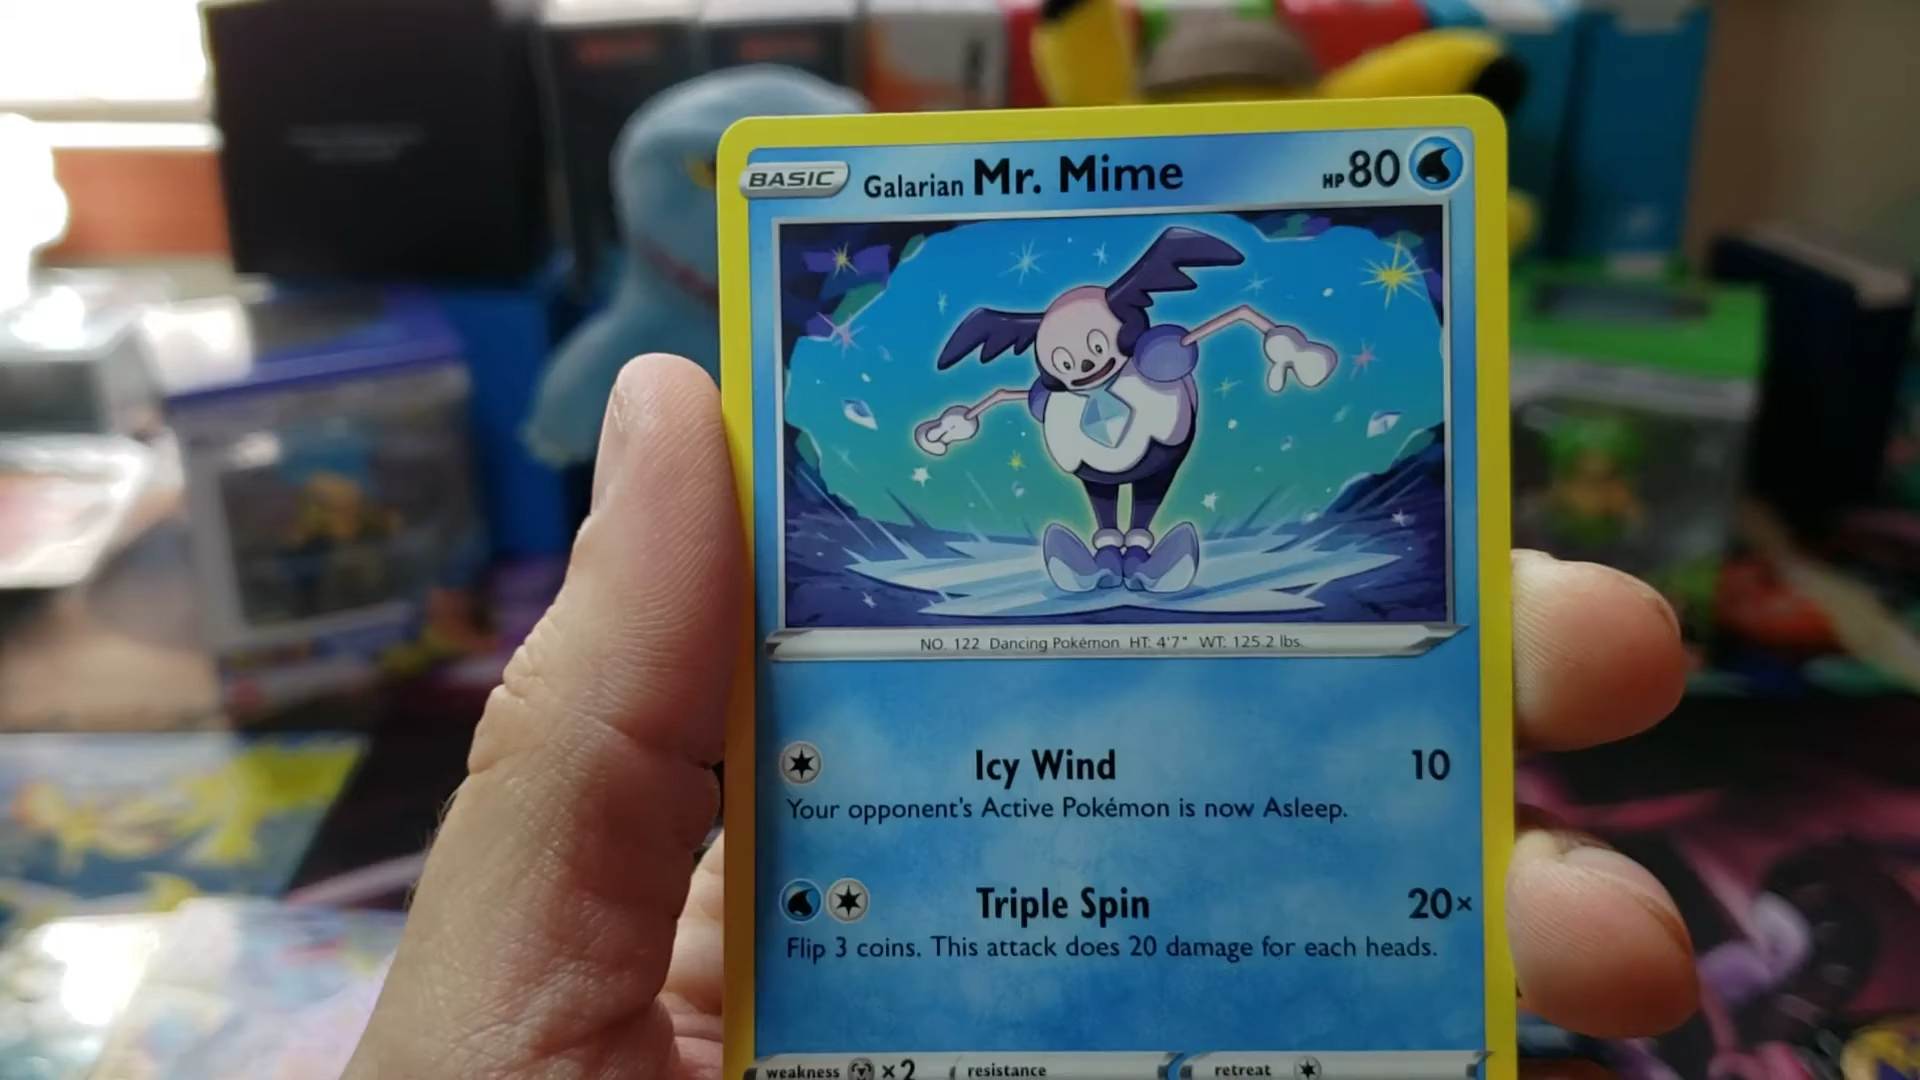 BASIC Galarian Mr. Mime HP 80
NO. 122 Dancing Pokémon HT: 4'7" WT: 125.2 lbs.
Icy Wind 10
Your opponent's Active Pokémon is now Asleep.
Triple Spin 20×
Flip 3 coins. This attack does 20 damage for each heads.
weakness ×2 resistance retreat